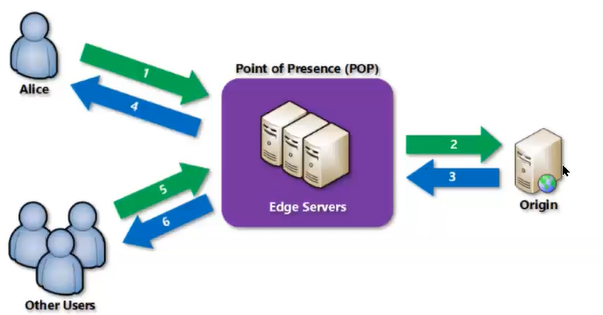 Point of Presence (POP)
1
Alice
4
2
3
Edge Servers
Origin
5
6
Other Users